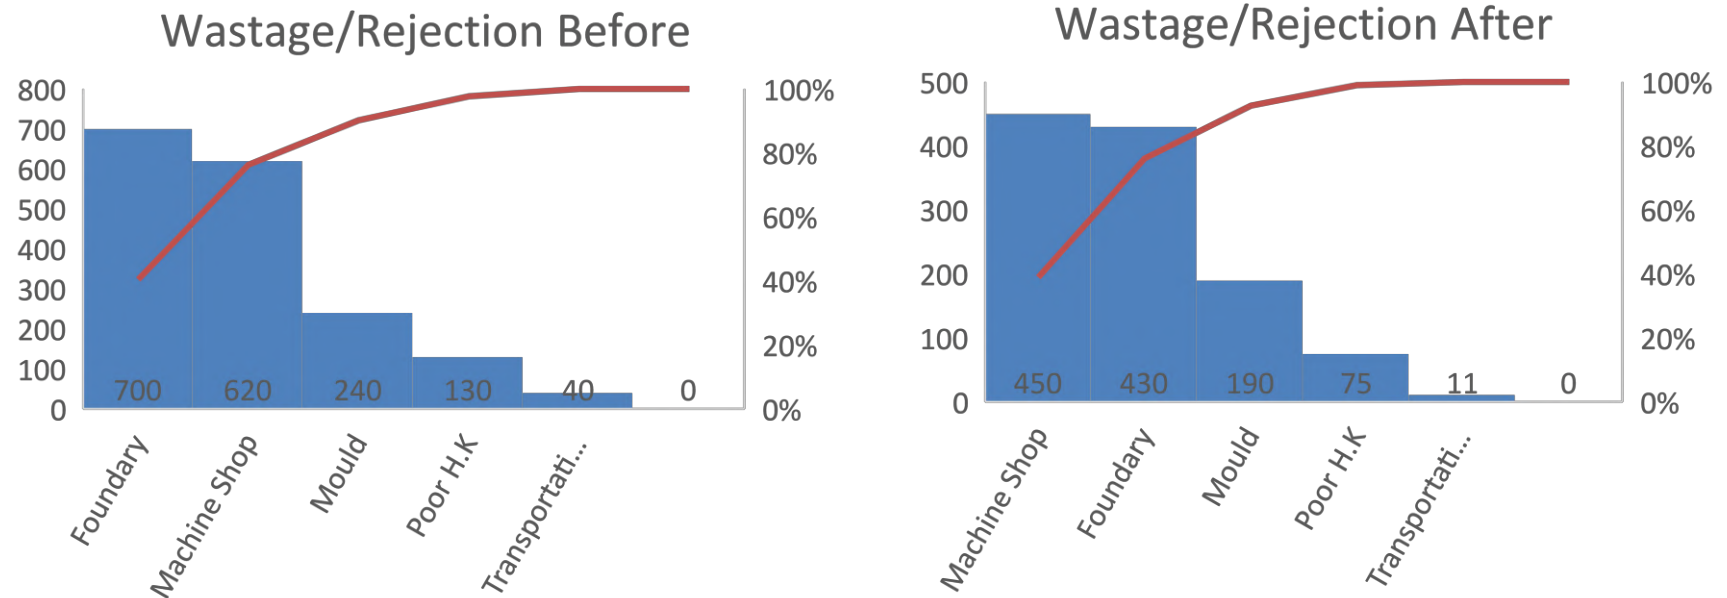 Wastage/Rejection Before
800
700
600
500
400
300
200
100
0
100%
80%
60%
40%
20%
0%
700 620 240 130 40 0
Foundary
Machine Shop
Mould
Poor H.K
Transportati...
Wastage/Rejection After
500
400
300
200
100
0
100%
80%
60%
40%
20%
0%
450 430 190 75 11 0
Machine Shop
Foundary
Mould
Poor H.K
Transportati...